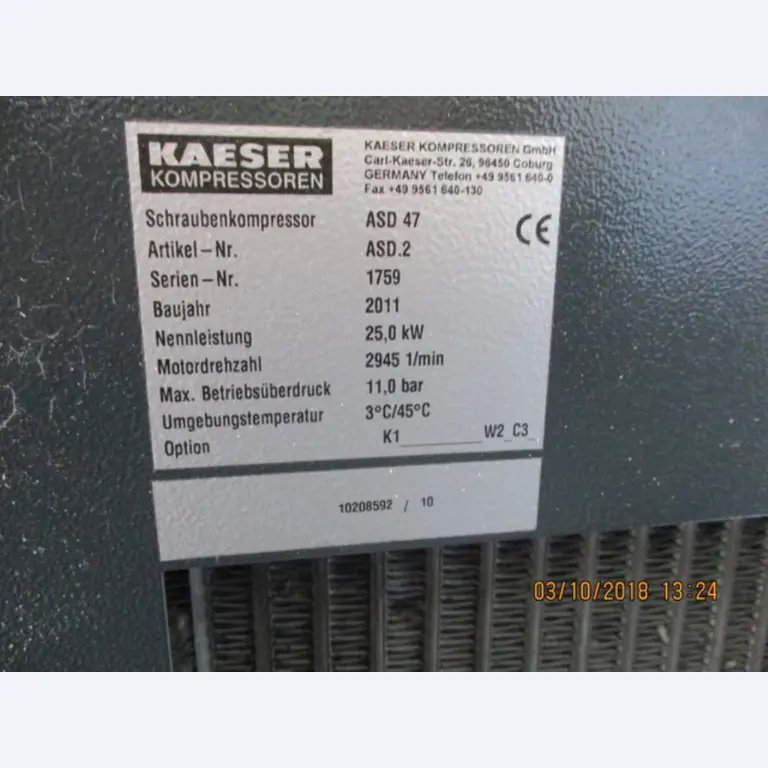 KAESER
KOMPRESSOREN
KAESER KOMPRESSOREN GmbH
Carl-Kaeser-Str. 26, 96450 Coburg
GERMANY Telefon +49 9561 640-0
Fax +49 9561 640-130
Schraubenkompressor ASD 47
CE
Artikel–Nr. ASD.2
Serien–Nr. 1759
Baujahr 2011
Nennleistung 25,0 kW
Motordrehzahl 2945 1/min
Max. Betriebsüberdruck 11,0 bar
Umgebungstemperatur 3°C/45°C
Option K1________W2_C3_
10208592 / 10
03/10/2018 13:24